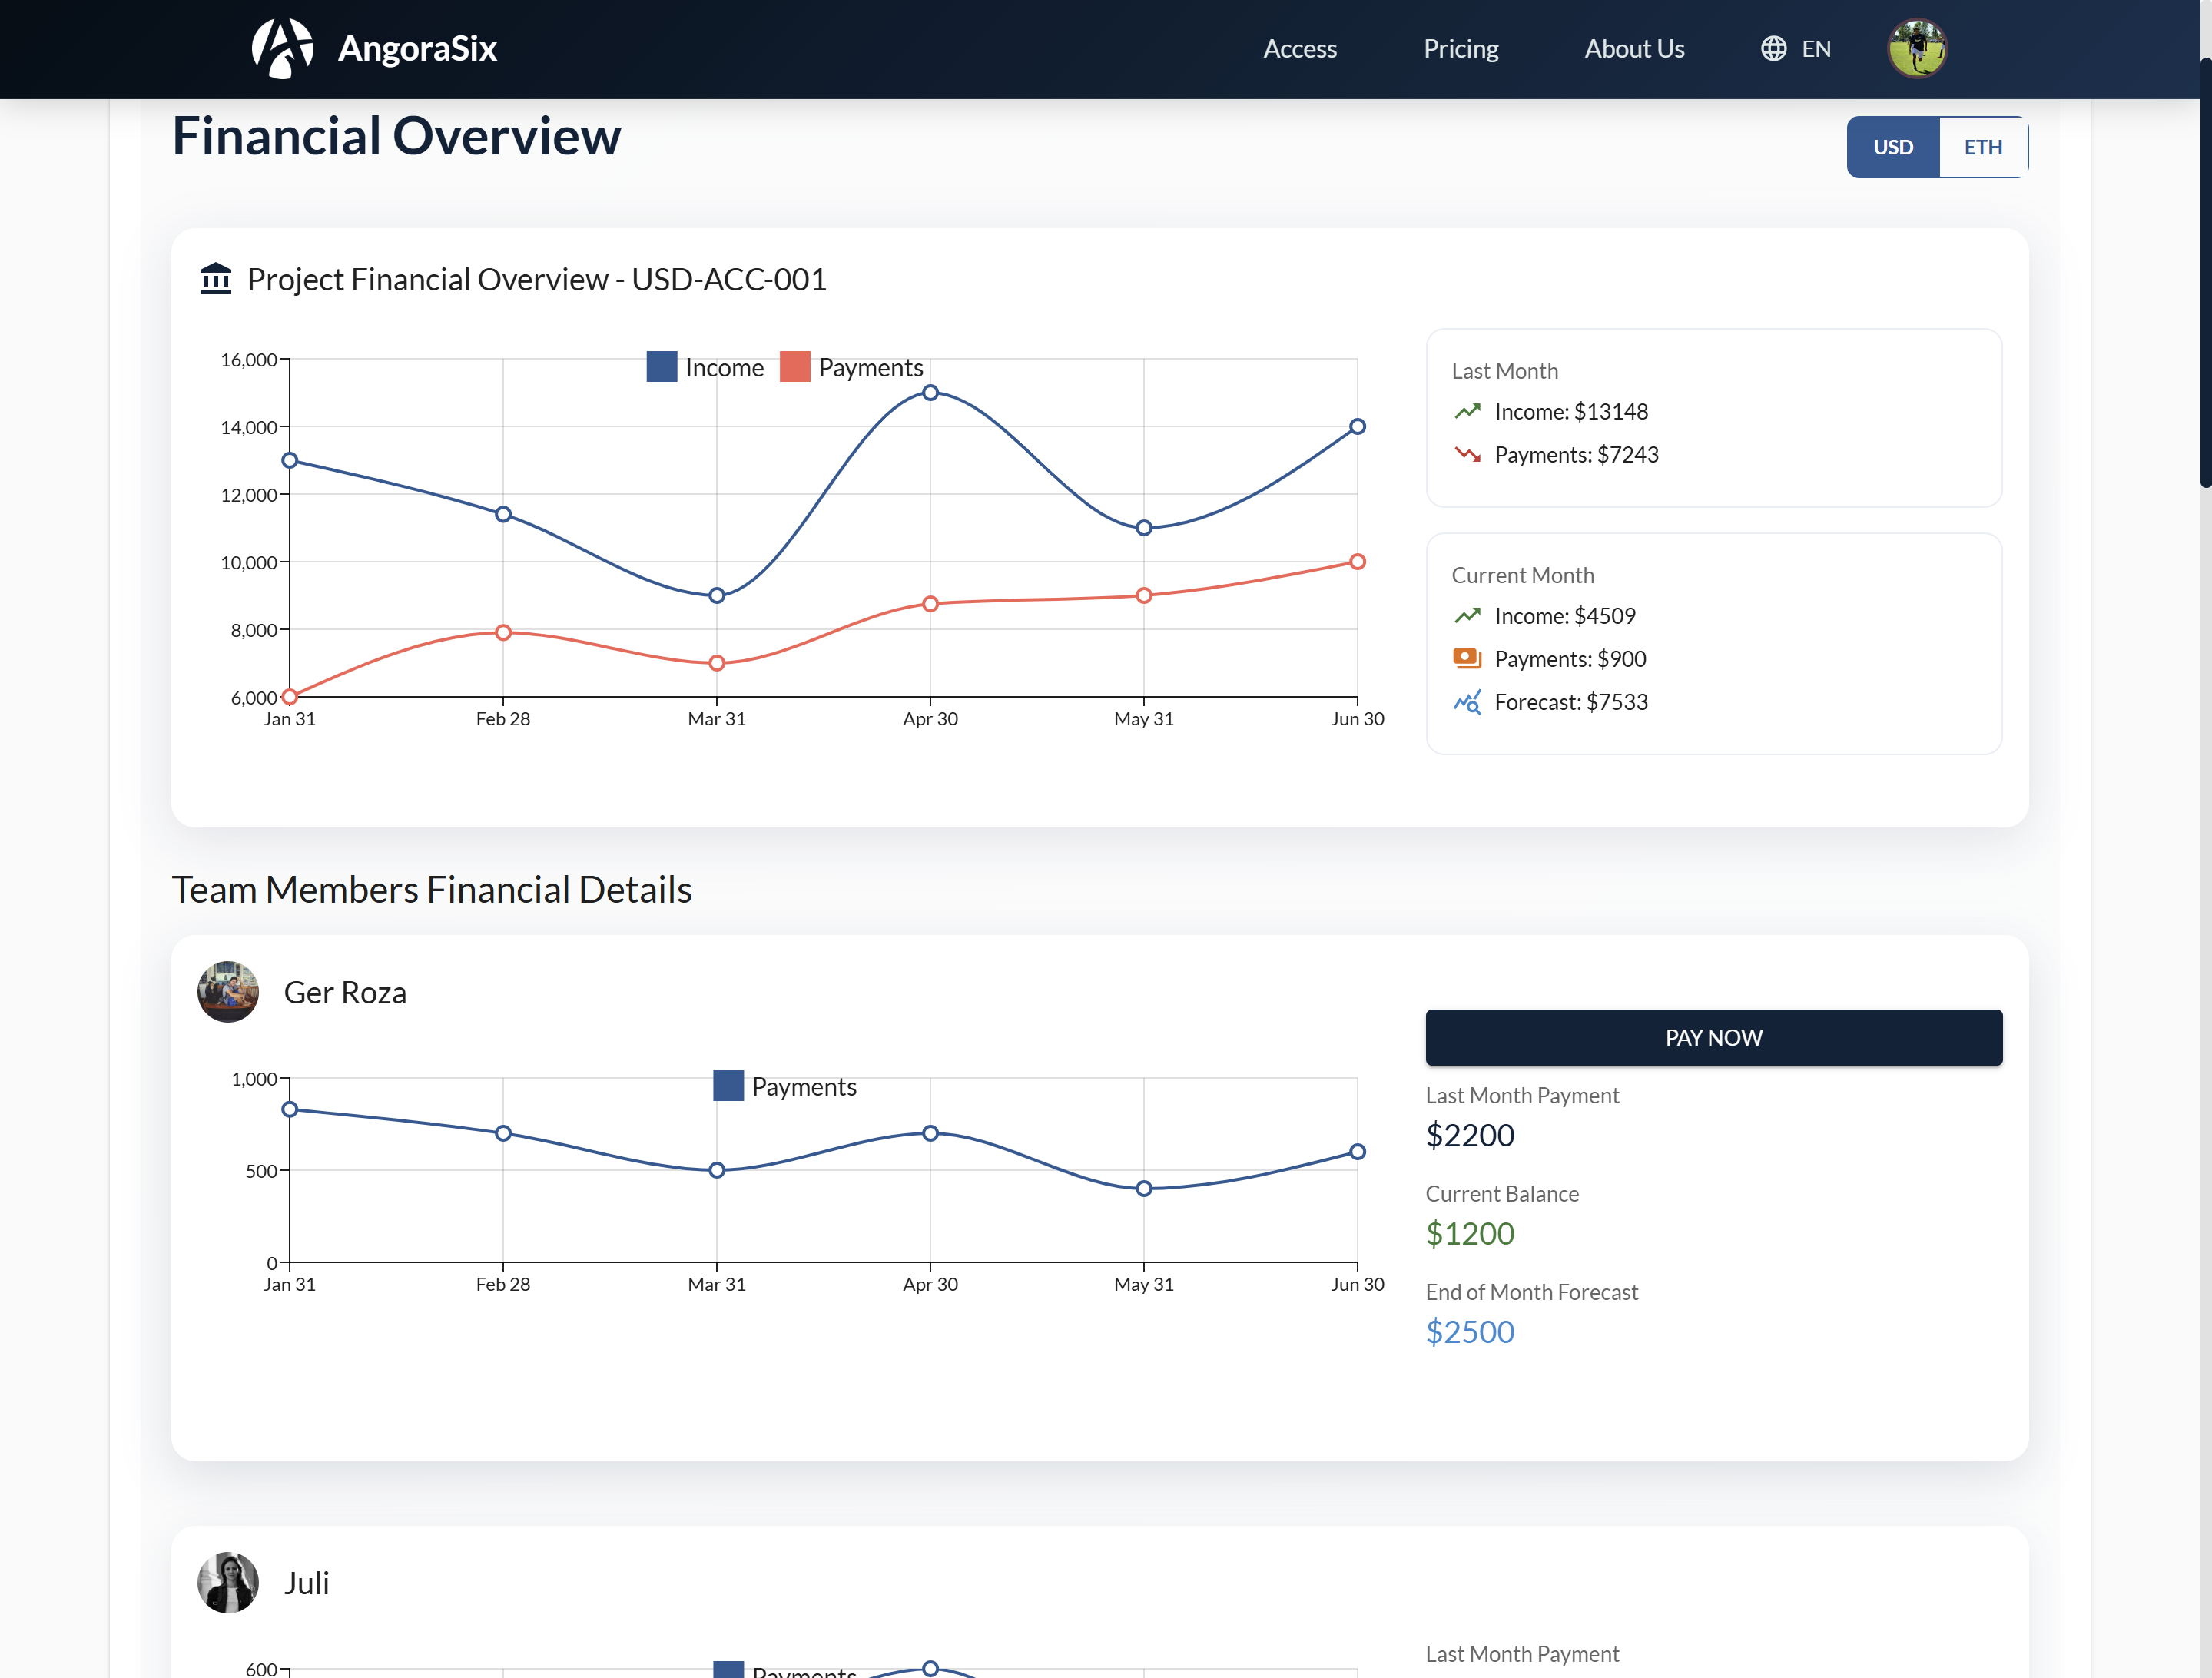 AngoraSix
Access
Pricing
About Us
EN
Financial Overview
USD
ETH
Project Financial Overview - USD-ACC-001
Income
Payments
16,000
14,000
12,000
10,000
8,000
6,000
Jan 31
Feb 28
Mar 31
Apr 30
May 31
Jun 30
Last Month
Income: $13148
Payments: $7243
Current Month
Income: $4509
Payments: $900
Forecast: $7533
Team Members Financial Details
Ger Roza
Payments
1,000
500
0
Jan 31
Feb 28
Mar 31
Apr 30
May 31
Jun 30
PAY NOW
Last Month Payment
$2200
Current Balance
$1200
End of Month Forecast
$2500
Juli
600
Payments
Last Month Payment